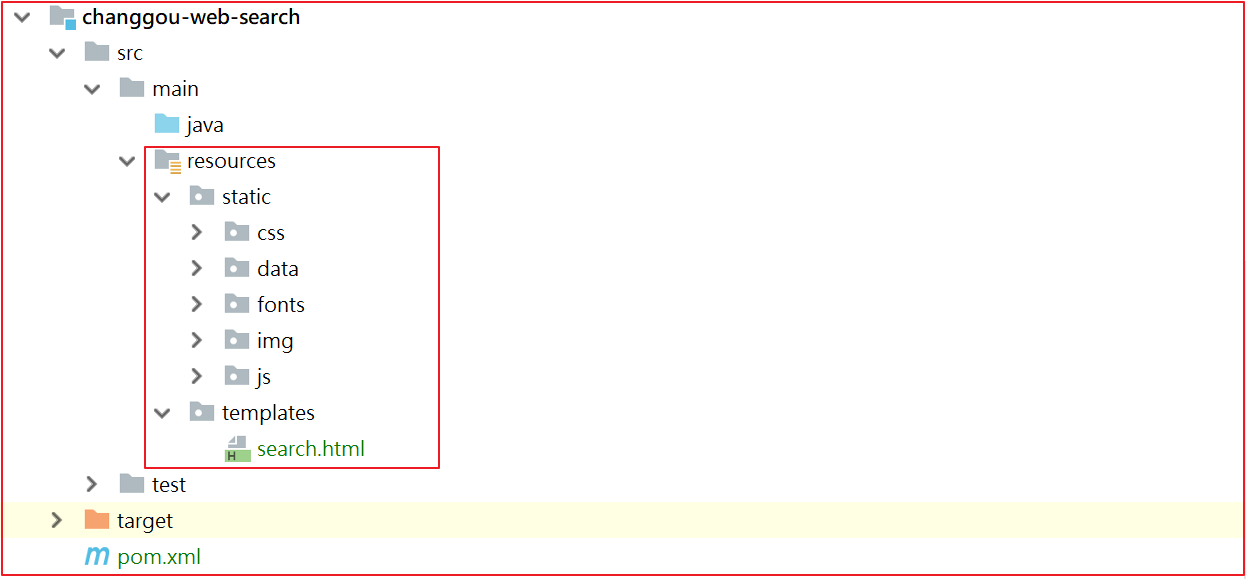 changgou-web-search
src
main
java
resources
static
css
data
fonts
img
js
templates
H search.html
test
target
m pom.xml